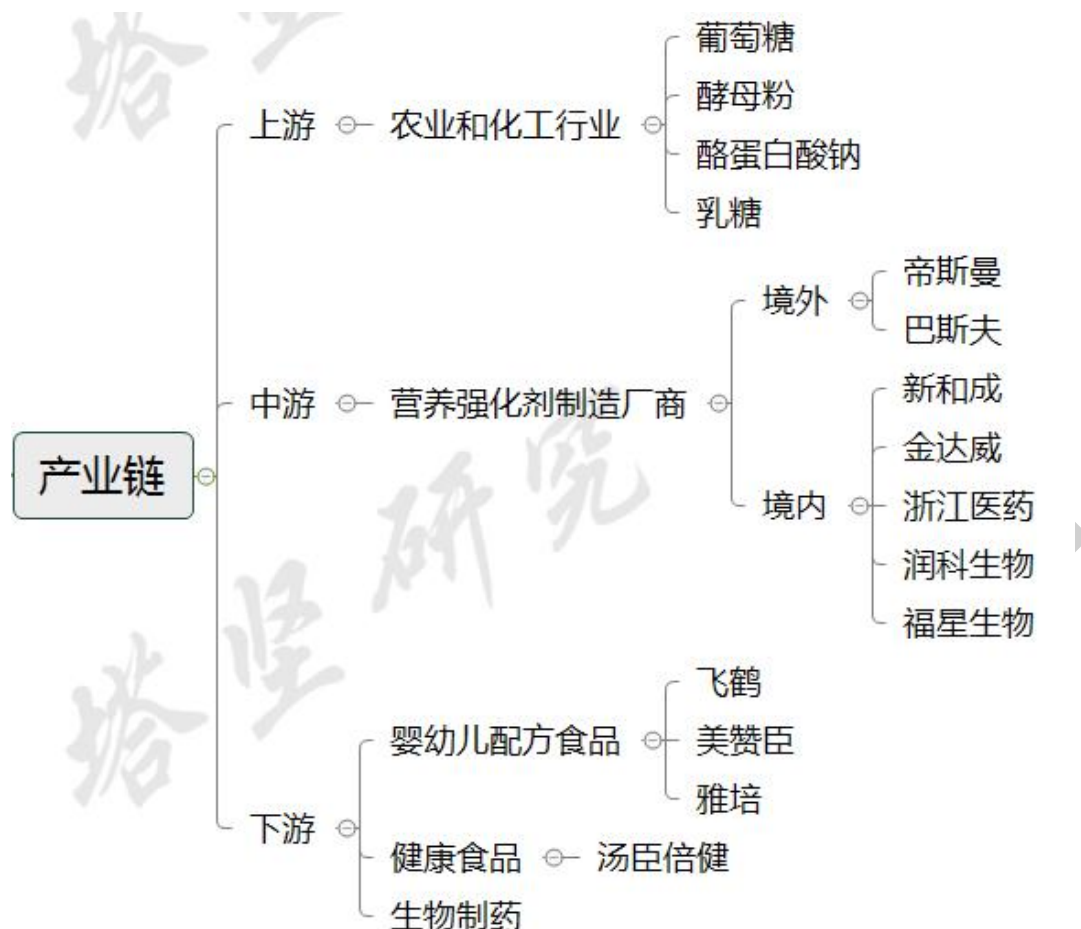 葡萄糖
酵母粉
上游
农业和化工行业
酪蛋白酸钠
乳糖
帝斯曼
境外
巴斯夫
新和成
中游
营养强化剂制造厂商
金达威
产业链
境内
浙江医药
润科生物
福星生物
飞鹤
婴幼儿配方食品
美赞臣
雅培
下游
健康食品
汤臣倍健
生物制药
塔坚研究
塔